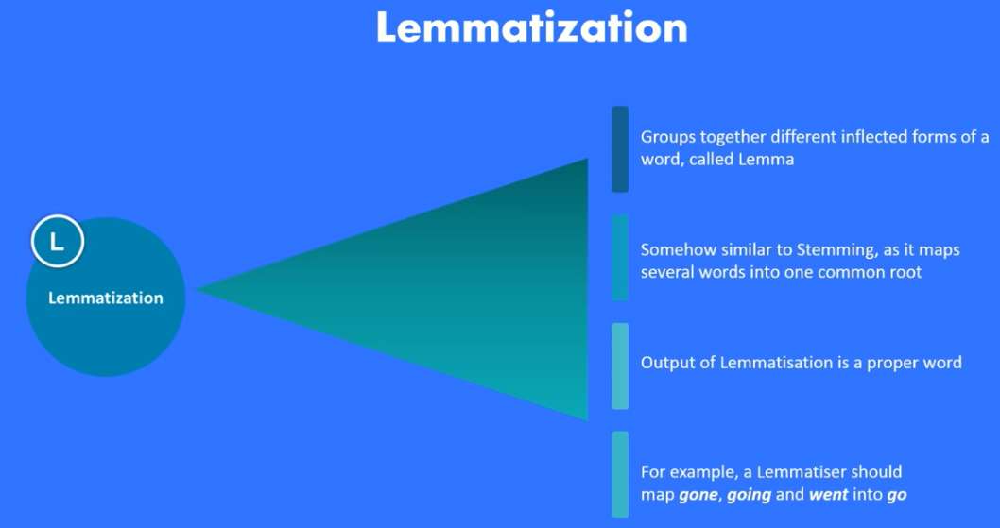 Lemmatization
L
Lemmatization
Groups together different inflected forms of a
word, called Lemma
Somehow similar to Stemming, as it maps
several words into one common root
Output of Lemmatisation is a proper word
For example, a Lemmatiser should
map gone, going and went into go